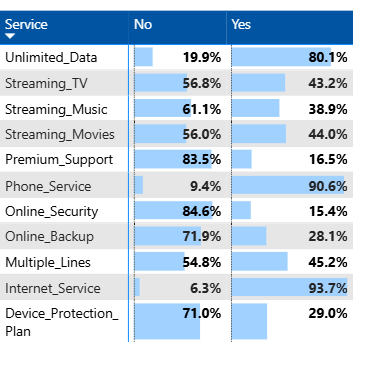 Service No Yes
Unlimited_Data 19.9% 80.1%
Streaming_TV 56.8% 43.2%
Streaming_Music 61.1% 38.9%
Streaming_Movies 56.0% 44.0%
Premium_Support 83.5% 16.5%
Phone_Service 9.4% 90.6%
Online_Security 84.6% 15.4%
Online_Backup 71.9% 28.1%
Multiple_Lines 54.8% 45.2%
Internet_Service 6.3% 93.7%
Device_Protection_ 71.0% 29.0%
Plan